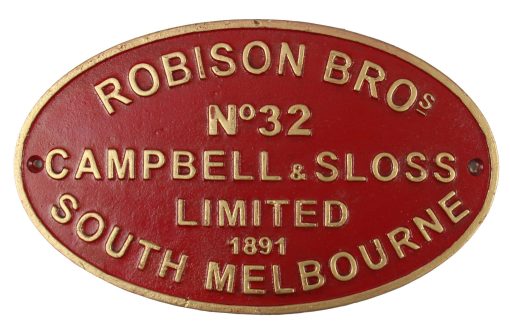 ROBISON BROS
Nº32
CAMPBELL & SLOSS
LIMITED
1891
SOUTH MELBOURNE